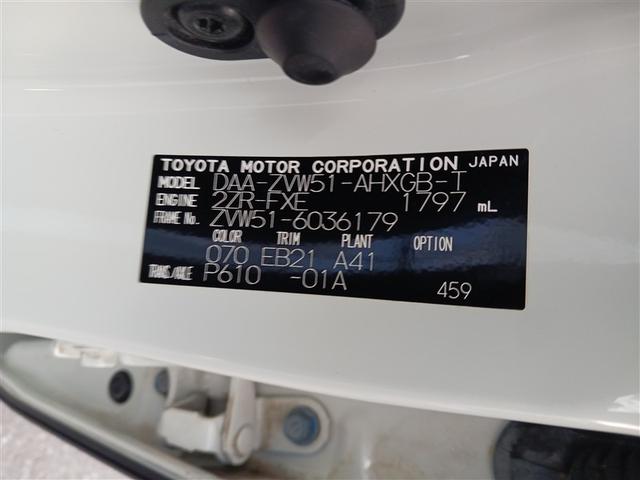 TOYOTA MOTOR CORPORATION JAPAN
MODEL DAA-ZVW51-AHXGB-T
ENGINE 2ZR-FXE 1797 mL
FRAME No. ZVW51-6036179
COLOR TRIM PLANT OPTION
070 EB21 A41
TRANS/AXLE P610 -01A
459